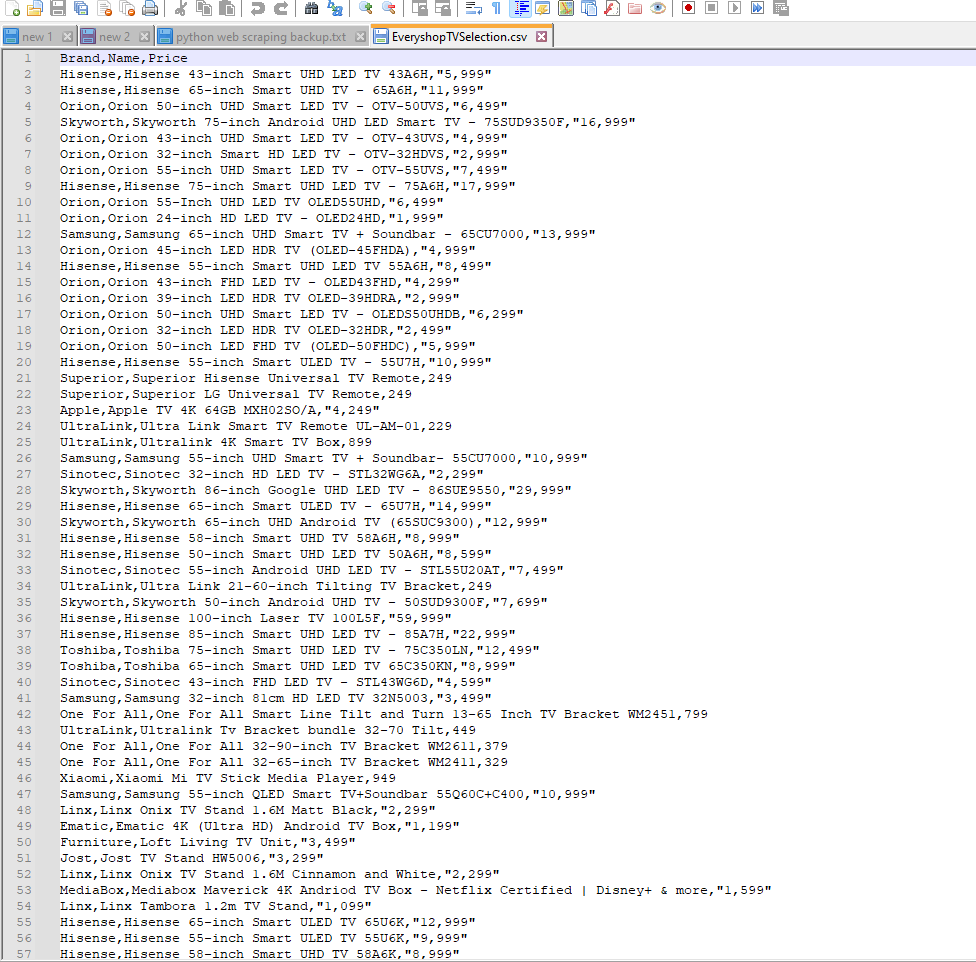 new 1
new 2
python web scraping backup.txt
EveryshopTVSelection.csv
1 Brand,Name,Price
2 Hisense,Hisense 43-inch Smart UHD LED TV 43A6H,"5,999"
3 Hisense,Hisense 65-inch Smart UHD TV - 65A6H,"11,999"
4 Orion,Orion 50-inch UHD Smart LED TV - OTV-50UVS,"6,499"
5 Skyworth,Skyworth 75-inch Android UHD LED Smart TV - 75SUD9350F,"16,999"
6 Orion,Orion 43-inch UHD Smart LED TV - OTV-43UVS,"4,999"
7 Orion,Orion 32-inch Smart HD LED TV - OTV-32HDVS,"2,999"
8 Orion,Orion 55-inch UHD Smart LED TV - OTV-55UVS,"7,499"
9 Hisense,Hisense 75-inch Smart UHD LED TV - 75A6H,"17,999"
10 Orion,Orion 55-Inch UHD LED TV OLED55UHD,"6,499"
11 Orion,Orion 24-inch HD LED TV - OLED24HD,"1,999"
12 Samsung,Samsung 65-inch UHD Smart TV + Soundbar - 65CU7000,"13,999"
13 Orion,Orion 45-inch LED HDR TV (OLED-45FHDA),"4,999"
14 Hisense,Hisense 55-inch Smart UHD LED TV 55A6H,"8,499"
15 Orion,Orion 43-inch FHD LED TV - OLED43FHD,"4,299"
16 Orion,Orion 39-inch LED HDR TV OLED-39HDRA,"2,999"
17 Orion,Orion 50-inch UHD Smart LED TV - OLEDS50UHDB,"6,299"
18 Orion,Orion 32-inch LED HDR TV OLED-32HDR,"2,499"
19 Orion,Orion 50-inch LED FHD TV (OLED-50FHDC),"5,999"
20 Hisense,Hisense 55-inch Smart ULED TV - 55U7H,"10,999"
21 Superior,Superior Hisense Universal TV Remote,249
22 Superior,Superior LG Universal TV Remote,249
23 Apple,Apple TV 4K 64GB MXH02SO/A,"4,249"
24 UltraLink,Ultra Link Smart TV Remote UL-AM-01,229
25 UltraLink,Ultralink 4K Smart TV Box,899
26 Samsung,Samsung 55-inch UHD Smart TV + Soundbar- 55CU7000,"10,999"
27 Sinotec,Sinotec 32-inch HD LED TV - STL32WG6A,"2,299"
28 Skyworth,Skyworth 86-inch Google UHD LED TV - 86SUE9550,"29,999"
29 Hisense,Hisense 65-inch Smart ULED TV - 65U7H,"14,999"
30 Skyworth,Skyworth 65-inch UHD Android TV (65SUC9300),"12,999"
31 Hisense,Hisense 58-inch Smart UHD TV 58A6H,"8,999"
32 Hisense,Hisense 50-inch Smart UHD LED TV 50A6H,"8,599"
33 Sinotec,Sinotec 55-inch Android UHD LED TV - STL55U20AT,"7,499"
34 UltraLink,Ultra Link 21-60-inch Tilting TV Bracket,249
35 Skyworth,Skyworth 50-inch Android UHD TV - 50SUD9300F,"7,699"
36 Hisense,Hisense 100-inch Laser TV 100L5F,"59,999"
37 Hisense,Hisense 85-inch Smart UHD LED TV - 85A7H,"22,999"
38 Toshiba,Toshiba 75-inch Smart UHD LED TV - 75C350LN,"12,499"
39 Toshiba,Toshiba 65-inch Smart UHD LED TV 65C350KN,"8,999"
40 Sinotec,Sinotec 43-inch FHD LED TV - STL43WG6D,"4,599"
41 Samsung,Samsung 32-inch 81cm HD LED TV 32N5003,"3,499"
42 One For All,One For All Smart Line Tilt and Turn 13-65 Inch TV Bracket WM2451,799
43 UltraLink,Ultralink Tv Bracket bundle 32-70 Tilt,449
44 One For All,One For All 32-90-inch TV Bracket WM2611,379
45 One For All,One For All 32-65-inch TV Bracket WM2411,329
46 Xiaomi,Xiaomi Mi TV Stick Media Player,949
47 Samsung,Samsung 55-inch QLED Smart TV+Soundbar 55Q60C+C400,"10,999"
48 Linx,Linx Onix TV Stand 1.6M Matt Black,"2,299"
49 Ematic,Ematic 4K (Ultra HD) Android TV Box,"1,199"
50 Furniture,Loft Living TV Unit,"3,499"
51 Jost,Jost TV Stand HW5006,"3,299"
52 Linx,Linx Onix TV Stand 1.6M Cinnamon and White,"2,299"
53 MediaBox,Mediabox Maverick 4K Andriod TV Box - Netflix Certified | Disney+ & more,"1,599"
54 Linx,Linx Tambora 1.2m TV Stand,"1,099"
55 Hisense,Hisense 65-inch Smart ULED TV 65U6K,"12,999"
56 Hisense,Hisense 55-inch Smart ULED TV 55U6K,"9,999"
57 Hisense,Hisense 58-inch Smart UHD TV 58A6K,"8,999"